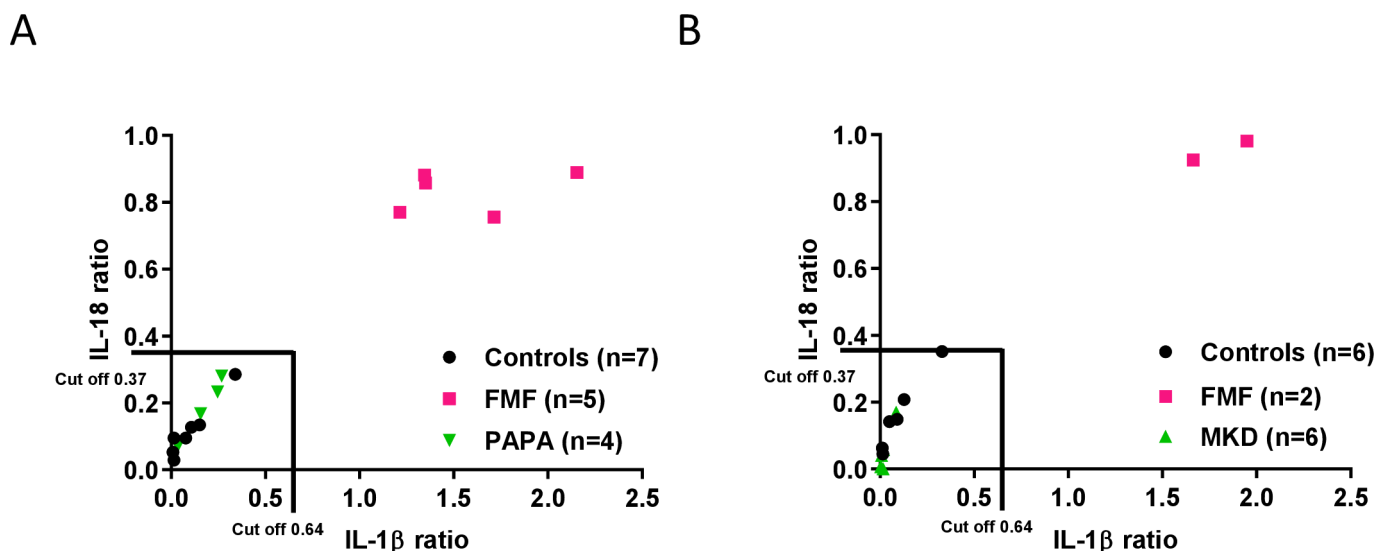 A
IL-18 ratio
1.0
0.8
0.6
0.4
0.2
0.0
Cut off 0.37
Controls (n=7)
FMF (n=5)
PAPA (n=4)
0.0 0.5 1.0 1.5 2.0 2.5
Cut off 0.64
IL-1β ratio
B
IL-18 ratio
1.0
0.8
0.6
0.4
0.2
0.0
Cut off 0.37
Controls (n=6)
FMF (n=2)
MKD (n=6)
0.0 0.5 1.0 1.5 2.0 2.5
Cut off 0.64
IL-1β ratio